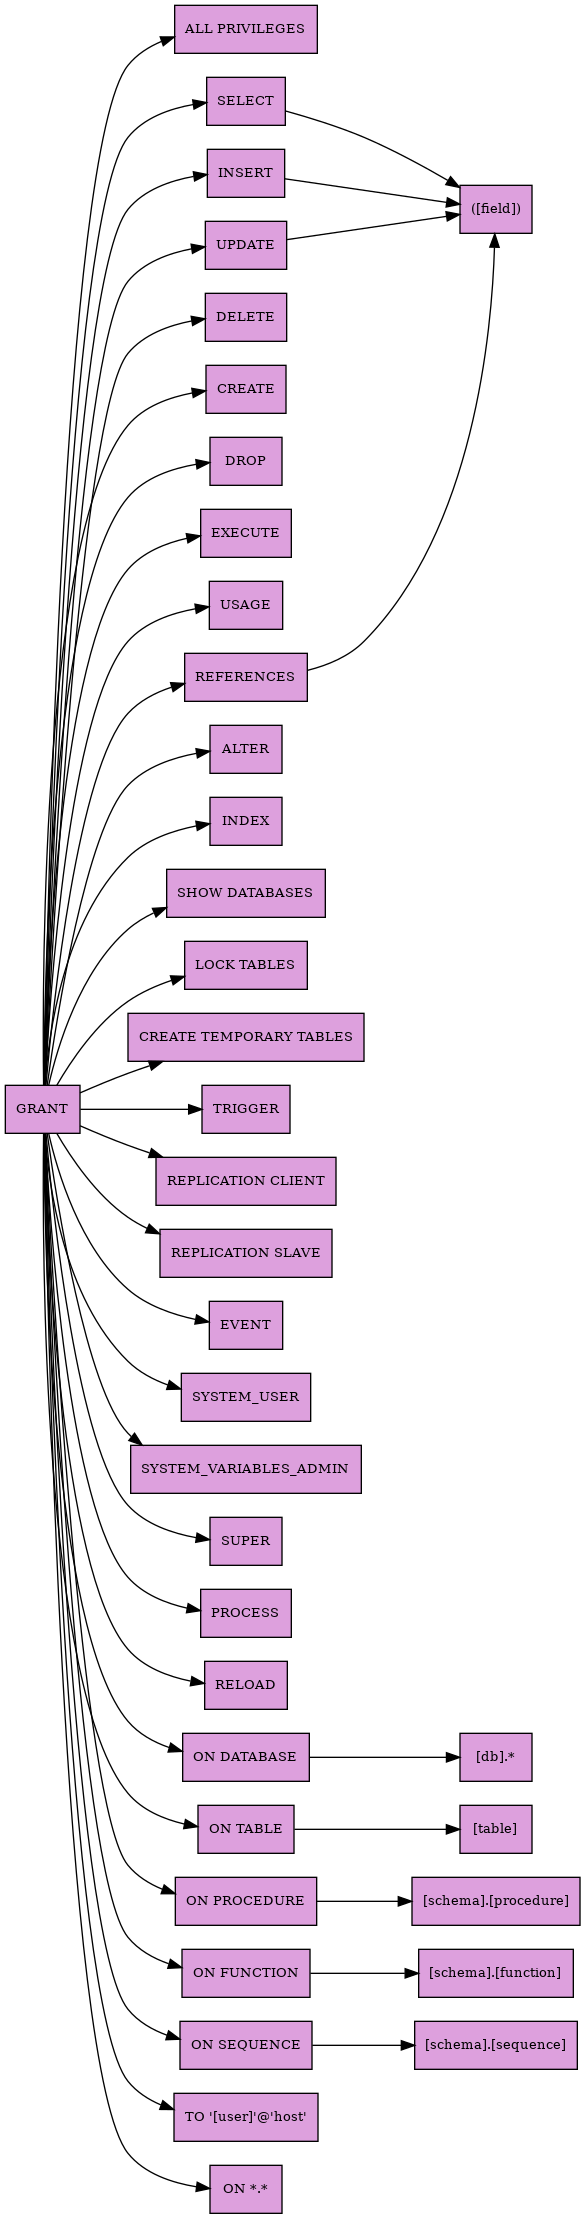 ALL PRIVILEGES
SELECT
INSERT
([field])
UPDATE
DELETE
CREATE
DROP
EXECUTE
USAGE
REFERENCES
ALTER
INDEX
SHOW DATABASES
LOCK TABLES
CREATE TEMPORARY TABLES
GRANT
TRIGGER
REPLICATION CLIENT
REPLICATION SLAVE
EVENT
SYSTEM_USER
SYSTEM_VARIABLES_ADMIN
SUPER
PROCESS
RELOAD
ON DATABASE
[db].*
ON TABLE
[table]
ON PROCEDURE
[schema].[procedure]
ON FUNCTION
[schema].[function]
ON SEQUENCE
[schema].[sequence]
TO '[user]'@'host'
ON *.*